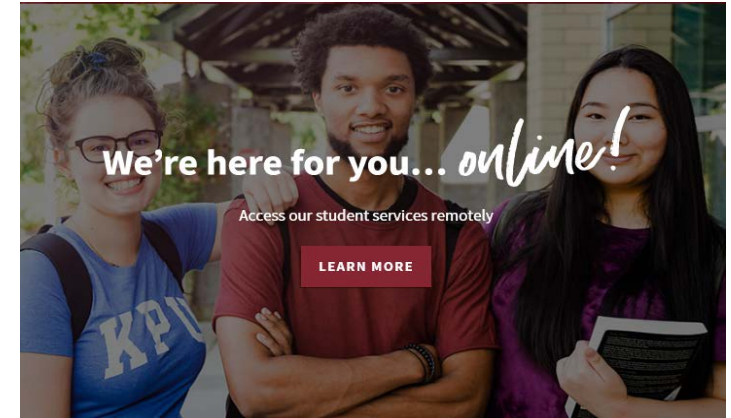 We're here for you... online!
Access our student services remotely
LEARN MORE
KPU